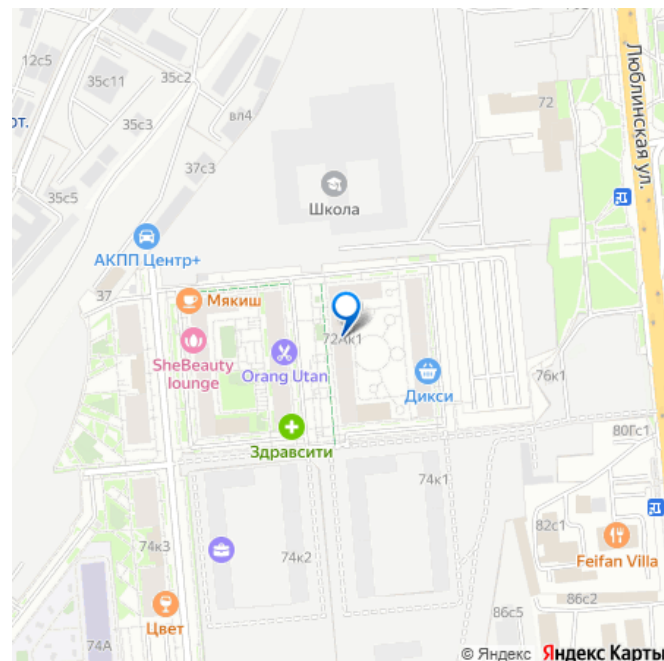 12с5
35с11
35с2
вл4
72
Люблинская ул.
от.
35с3
37с3
35с5
Школа
АКПП Центр+
37
Мякиш
72Ак1
SheBeauty
lounge
Orang Utan
Дикси
76к1
Здравсити
80Гс1
74к1
82с1
74к3
74к2
Feifan Villa
86с2
86с5
Цвет
74А
© Яндекс Яндекс Карты